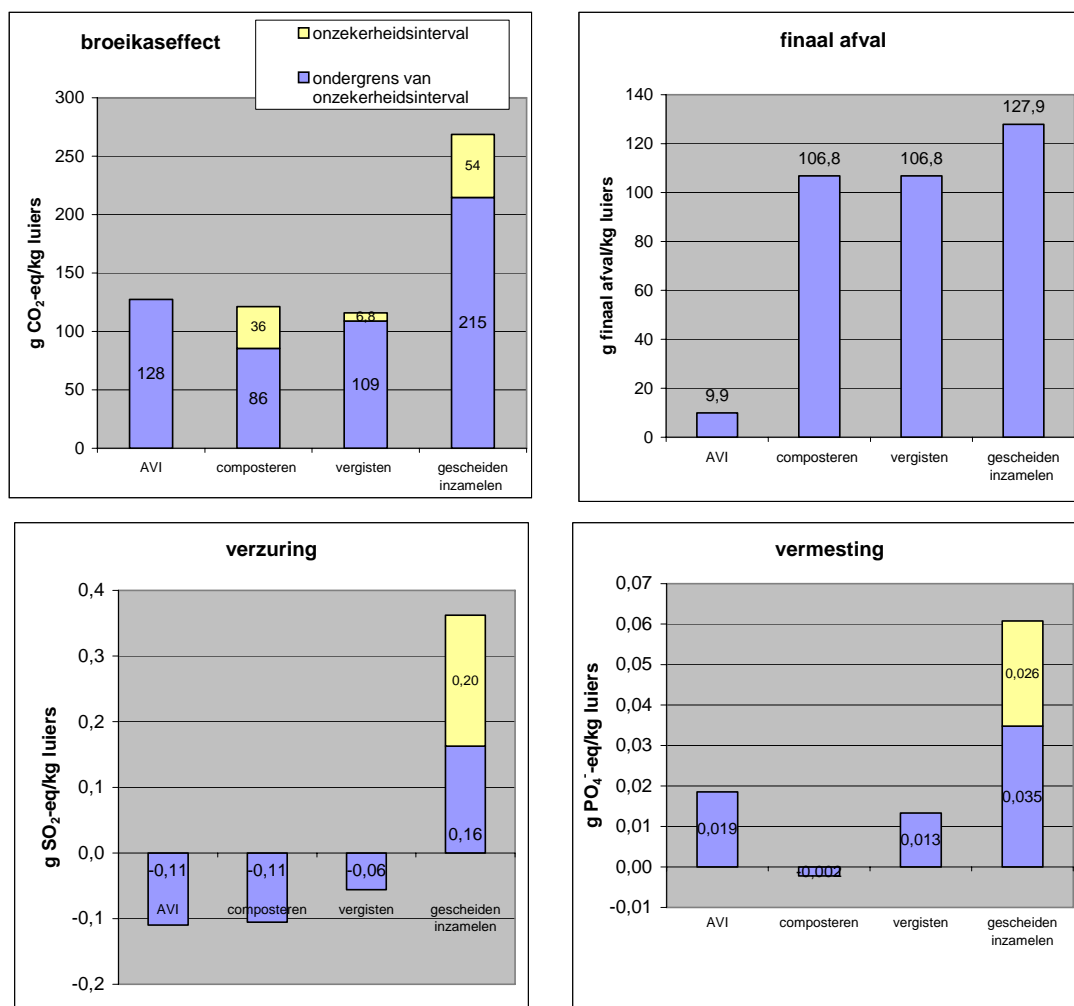 broeikaseffect
onzekerheidsinterval
ondergrens van
onzekerheidsinterval
g CO₂-eq/kg luiers
300
250
200
150
100
50
0
128
86
36
109
6,8
215
54
AVI
composteren
vergisten
gescheiden
inzamelen
finaal afval
g finaal afval/kg luiers
140
120
100
80
60
40
20
0
9,9
106,8
106,8
127,9
AVI
composteren
vergisten
gescheiden
inzamelen
verzuring
g SO₂-eq/kg luiers
0,4
0,3
0,2
0,1
0,0
-0,1
-0,2
-0,11
-0,11
-0,06
0,16
0,20
AVI
composteren
vergisten
gescheiden
inzamelen
vermesting
g PO₄⁻-eq/kg luiers
0,07
0,06
0,05
0,04
0,03
0,02
0,01
0,00
-0,01
0,019
-0,002
0,013
0,035
0,026
AVI
composteren
vergisten
gescheiden
inzamelen